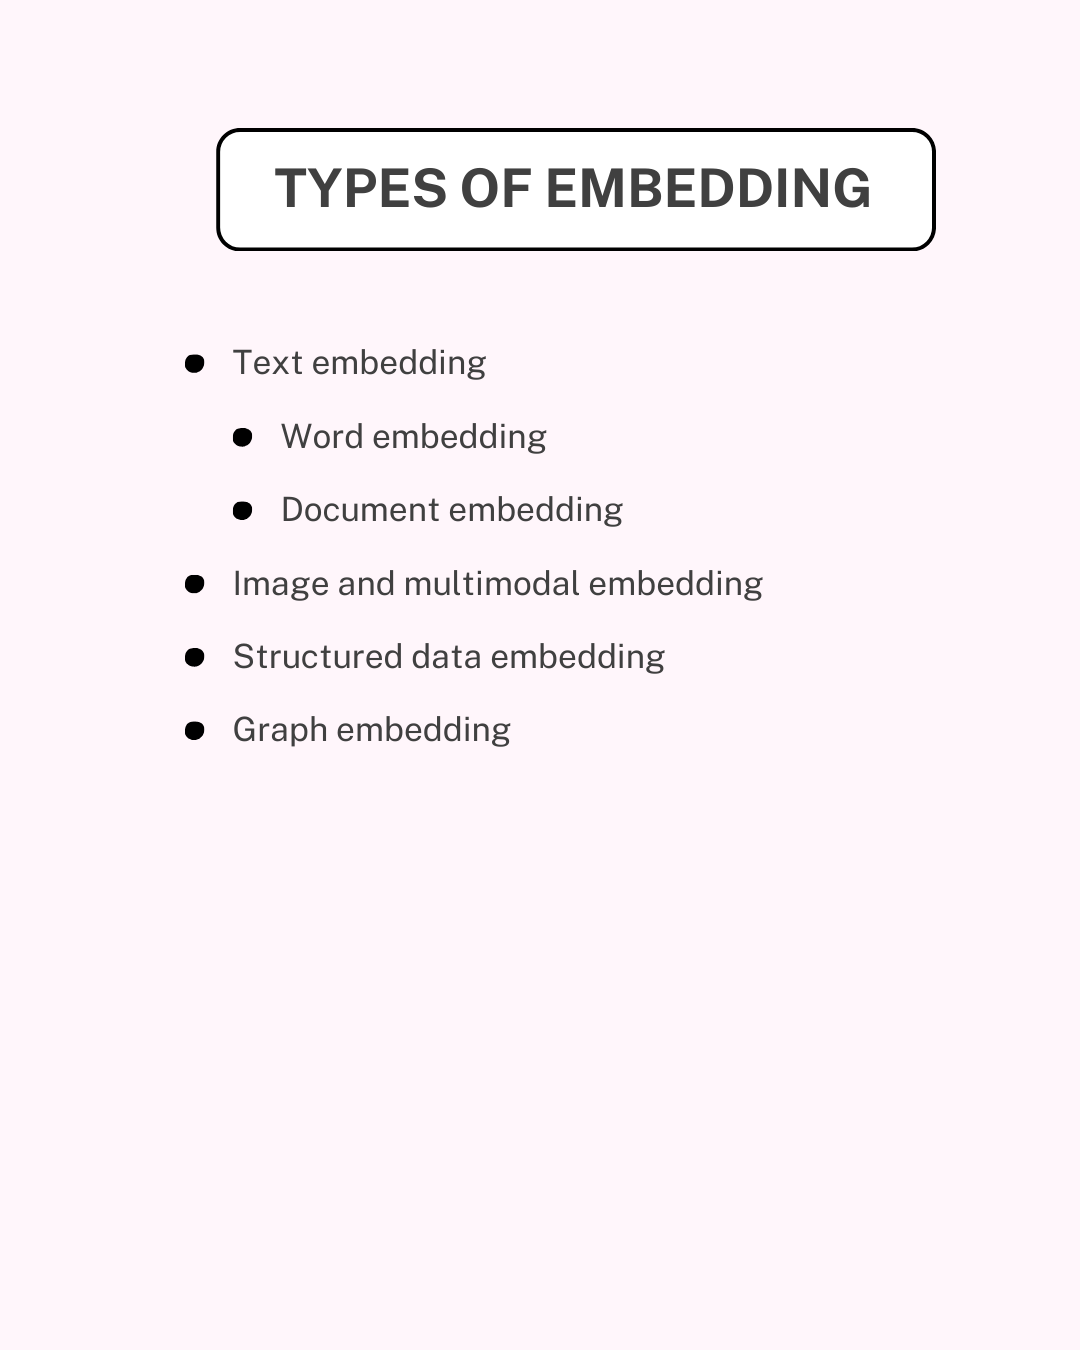 TYPES OF EMBEDDING
Text embedding
Word embedding
Document embedding
Image and multimodal embedding
Structured data embedding
Graph embedding